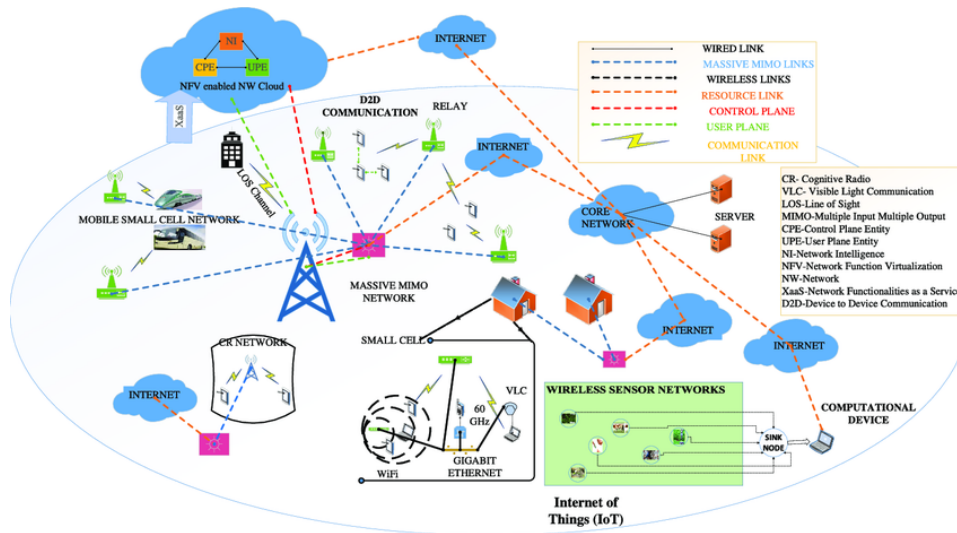 NI
CPE
UPE
NFV enabled NW Cloud
XaaS
INTERNET
WIRED LINK
MASSIVE MIMO LINKS
WIRELESS LINKS
RESOURCE LINK
CONTROL PLANE
USER PLANE
COMMUNICATION
LINK
D2D
COMMUNICATION
RELAY
INTERNET
LOS Channel
MOBILE SMALL CELL NETWORK
CORE
NETWORK
SERVER
CR- Cognitive Radio
VLC- Visible Light Communication
LOS-Line of Sight
MIMO-Multiple Input Multiple Output
CPE-Control Plane Entity
UPE-User Plane Entity
NI-Network Intelligence
NFV-Network Function Virtualization
NW-Network
XaaS-Network Functionalities as a Service
D2D-Device to Device Communication
MASSIVE MIMO
NETWORK
SMALL CELL
INTERNET
INTERNET
CR NETWORK
INTERNET
VLC
60
GHz
WiFi
GIGABIT
ETHERNET
WIRELESS SENSOR NETWORKS
SINK
NODE
COMPUTATIONAL
DEVICE
Internet of
Things (IoT)